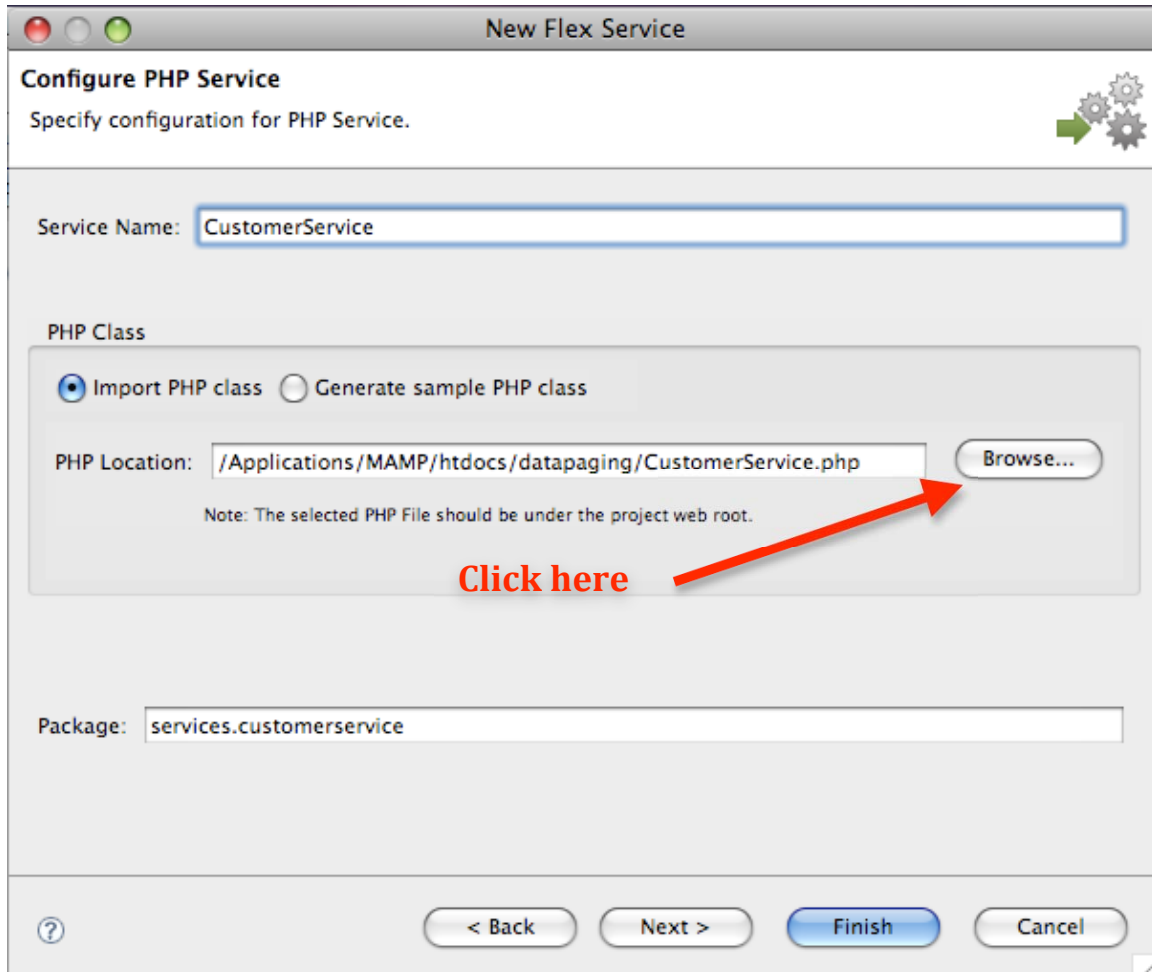 New Flex Service
Configure PHP Service
Specify configuration for PHP Service.
Service Name: CustomerService
PHP Class
Import PHP class Generate sample PHP class
PHP Location: /Applications/MAMP/htdocs/datapaging/CustomerService.php Browse...
Note: The selected PHP File should be under the project web root.
Click here
Package: services.customerservice
? < Back Next > Finish Cancel